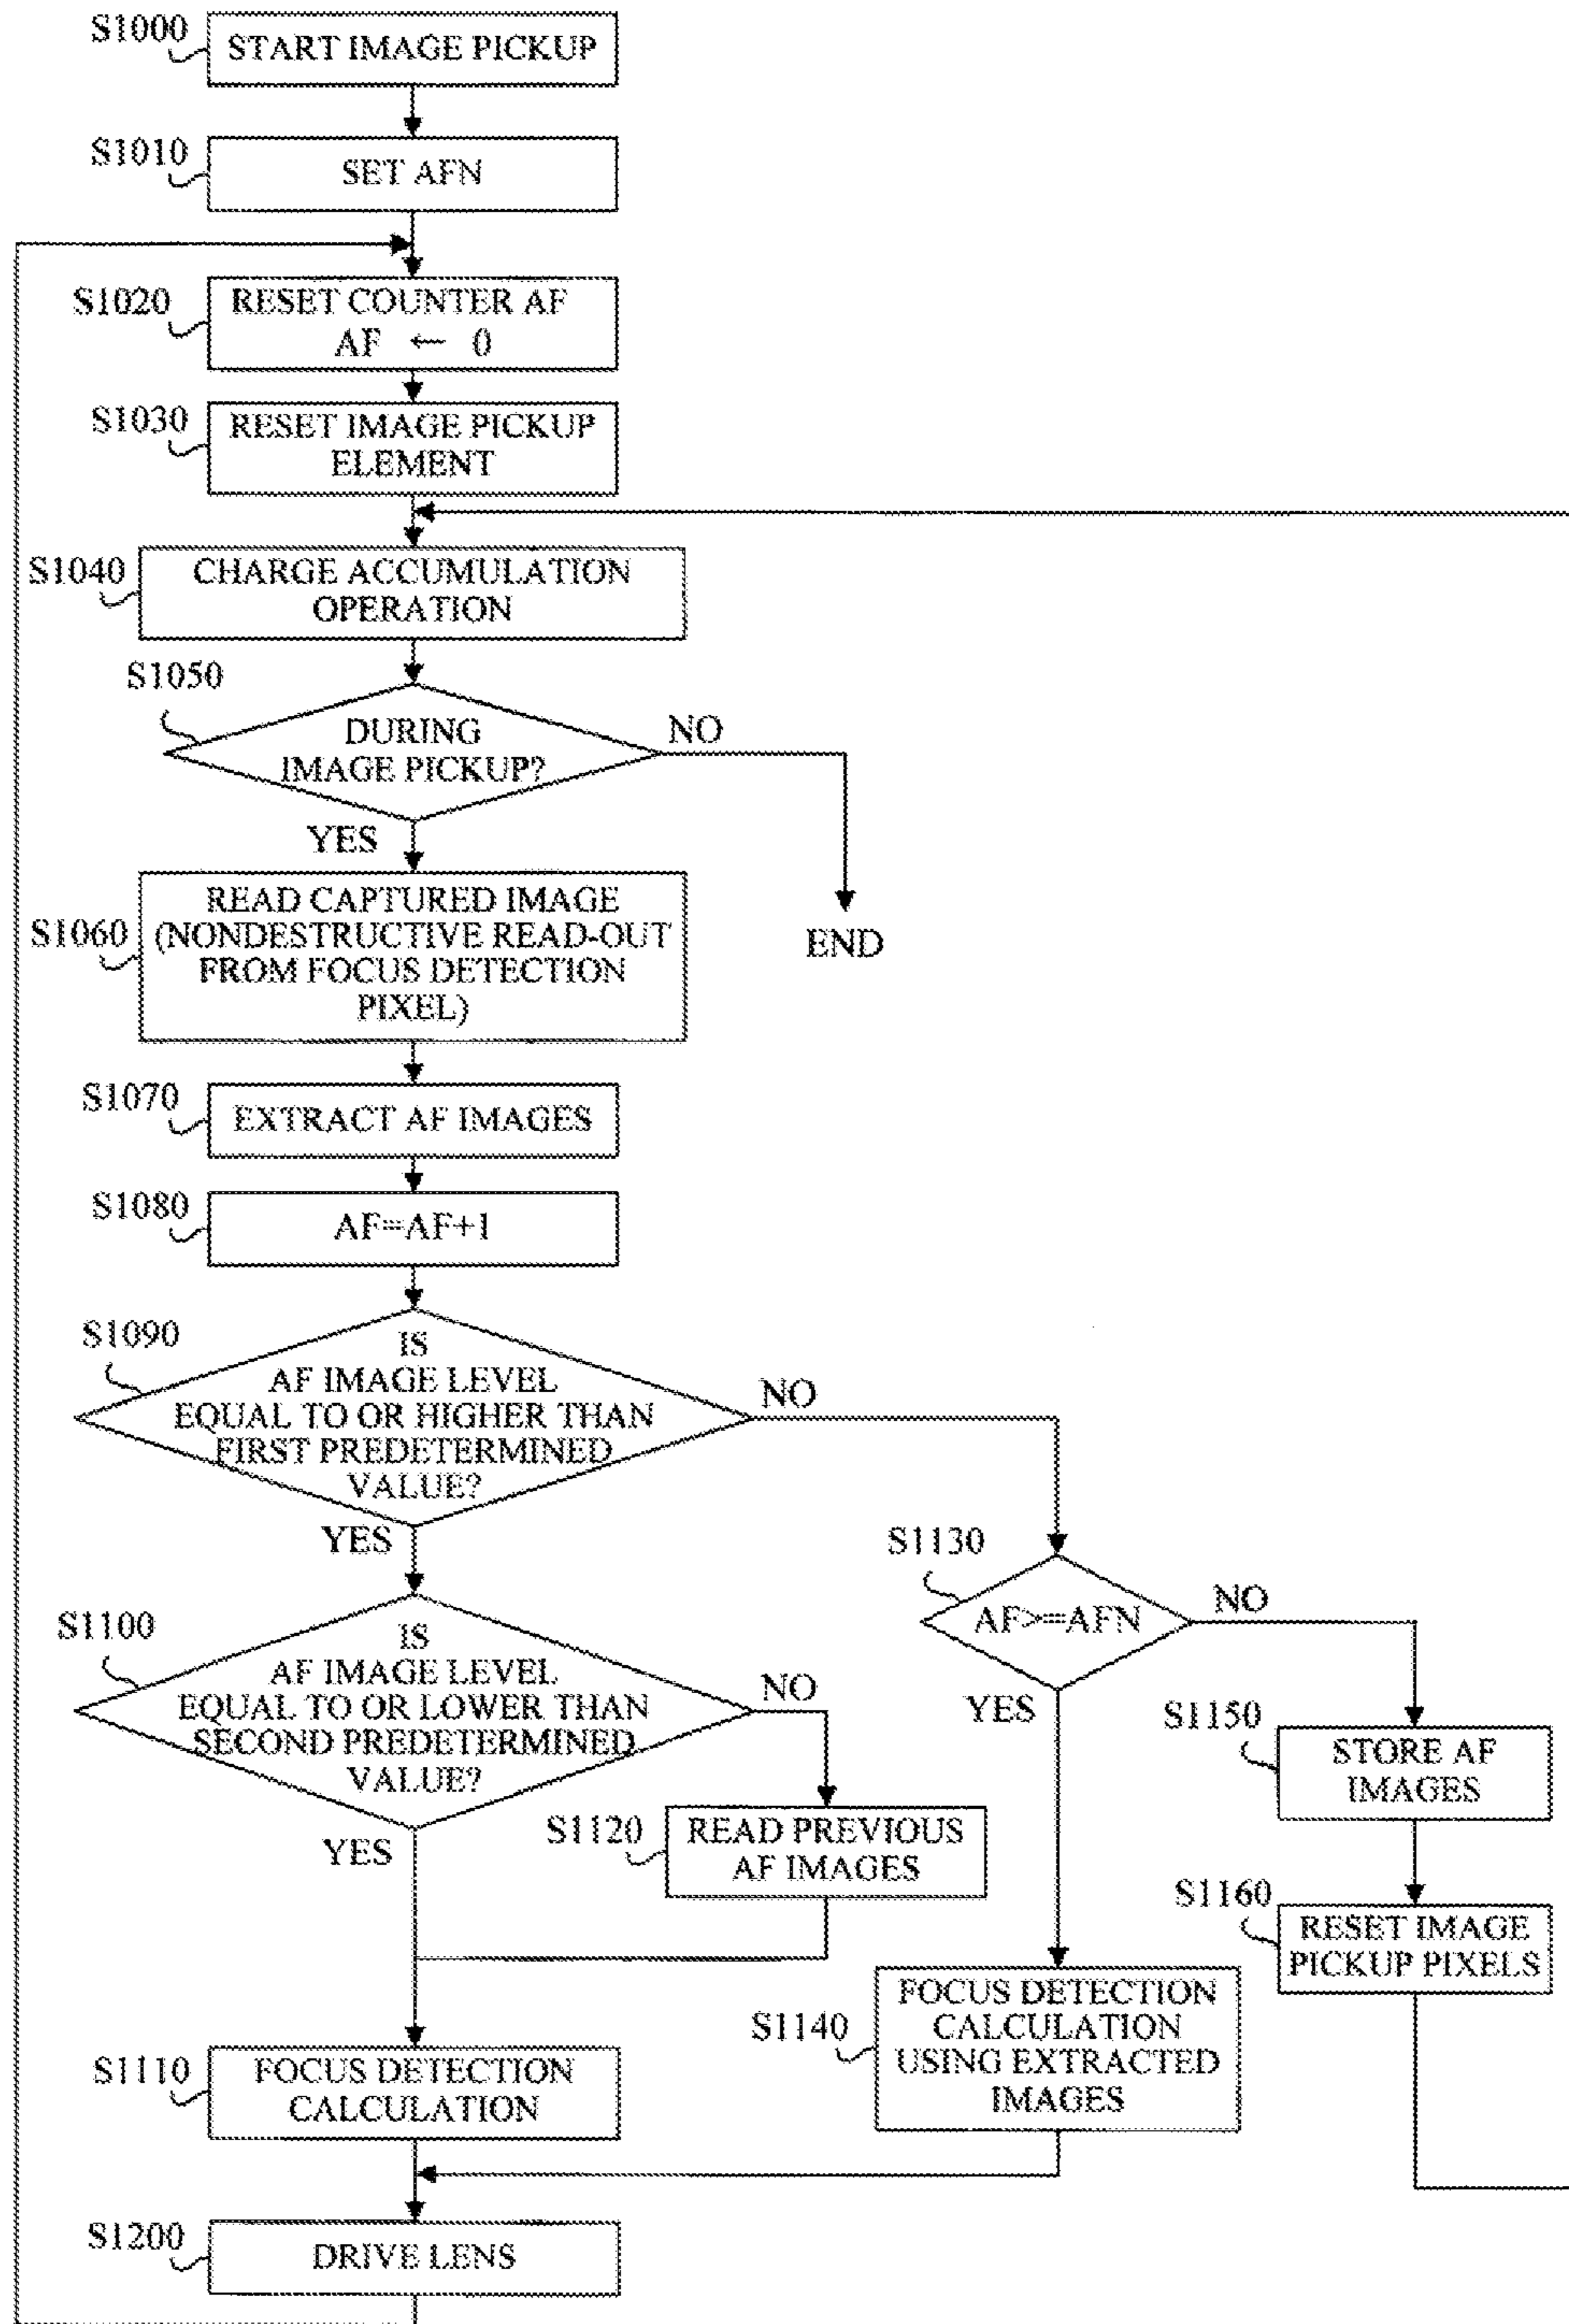 S1000
START IMAGE PICKUP
S1010
SET AFN
S1020
RESET COUNTER AF
AF ← 0
S1030
RESET IMAGE PICKUP
ELEMENT
S1040
CHARGE ACCUMULATION
OPERATION
S1050
DURING
IMAGE PICKUP?
NO
YES
END
S1060
READ CAPTURED IMAGE
(NONDESTRUCTIVE READ-OUT
FROM FOCUS DETECTION
PIXEL)
S1070
EXTRACT AF IMAGES
S1080
AF=AF+1
S1090
IS
AF IMAGE LEVEL
EQUAL TO OR HIGHER THAN
FIRST PREDETERMINED
VALUE?
NO
YES
S1100
IS
AF IMAGE LEVEL
EQUAL TO OR LOWER THAN
SECOND PREDETERMINED
VALUE?
NO
YES
S1130
AF>=AFN
NO
YES
S1120
READ PREVIOUS
AF IMAGES
S1150
STORE AF
IMAGES
S1160
RESET IMAGE
PICKUP PIXELS
S1110
FOCUS DETECTION
CALCULATION
S1140
FOCUS DETECTION
CALCULATION
USING EXTRACTED
IMAGES
S1200
DRIVE LENS